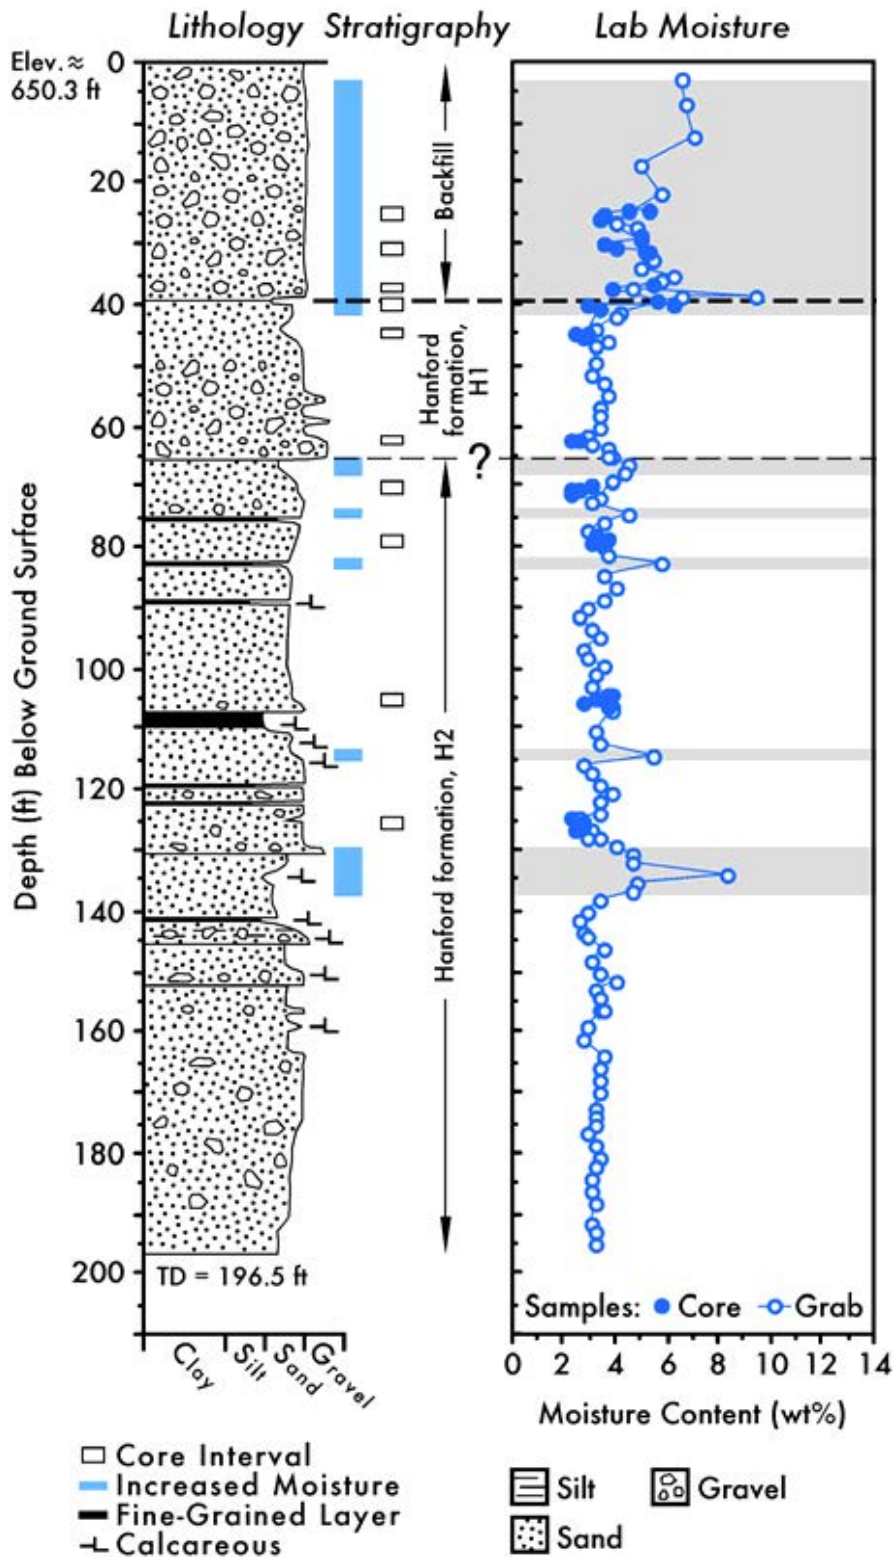 Lithology Stratigraphy Lab Moisture
Elev. ≈
650.3 ft
0
20
40
60
80
100
120
140
160
180
200
Depth (ft) Below Ground Surface
Backfill
Hanford
formation,
H1
?
Hanford formation, H2
TD = 196.5 ft
Clay Silt Sand Gravel
Samples: Core Grab
0 2 4 6 8 10 12 14
Moisture Content (wt%)
Core Interval
Increased Moisture
Fine-Grained Layer
Calcareous
Silt Gravel
Sand